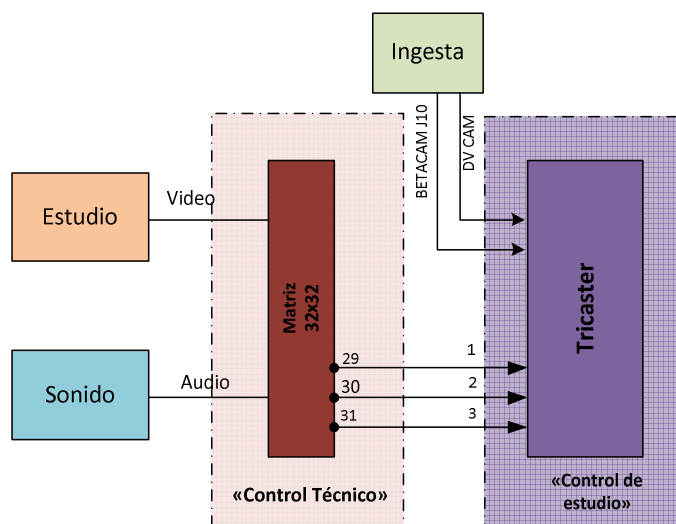 Ingesta
BETACAM J10
DV CAM
Estudio
Video
Matriz
32x32
Tricaster
Sonido
Audio
29
1
30
2
31
3
«Control Técnico»
«Control de
estudio»